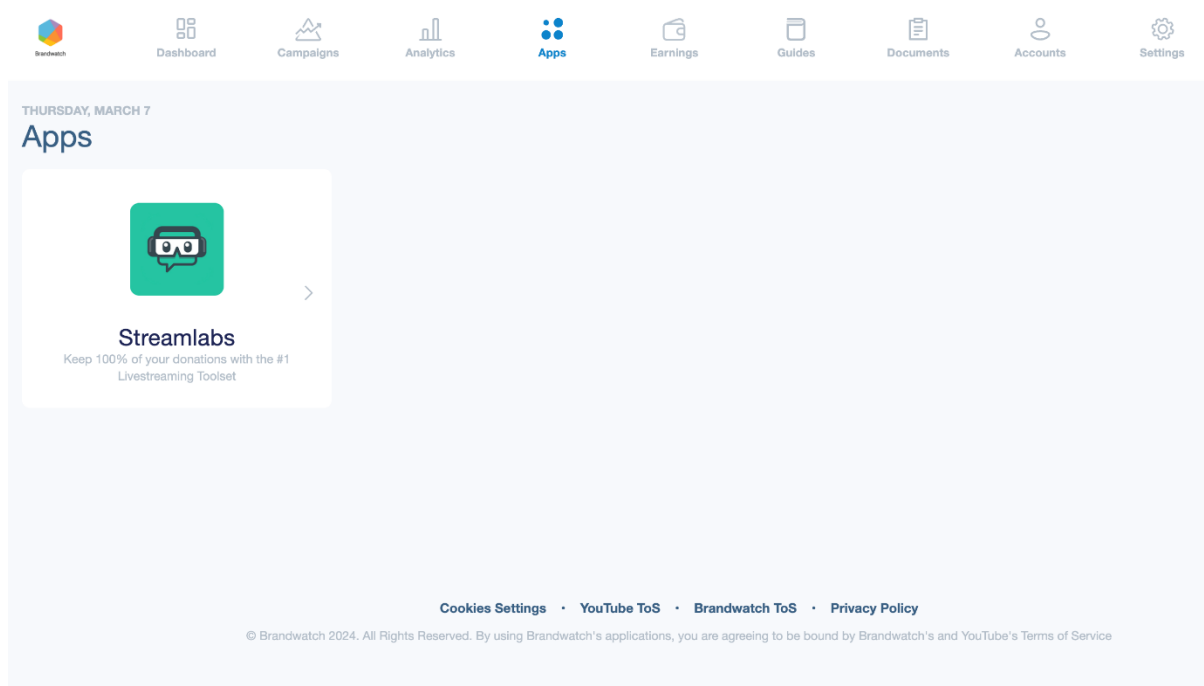 Brandwatch
Dashboard
Campaigns
Analytics
Apps
Earnings
Guides
Documents
Accounts
Settings
THURSDAY, MARCH 7
Apps
Streamlabs
Keep 100% of your donations with the #1
Livestreaming Toolset
Cookies Settings · YouTube ToS · Brandwatch ToS · Privacy Policy
© Brandwatch 2024. All Rights Reserved. By using Brandwatch's applications, you are agreeing to be bound by Brandwatch's and YouTube's Terms of Service